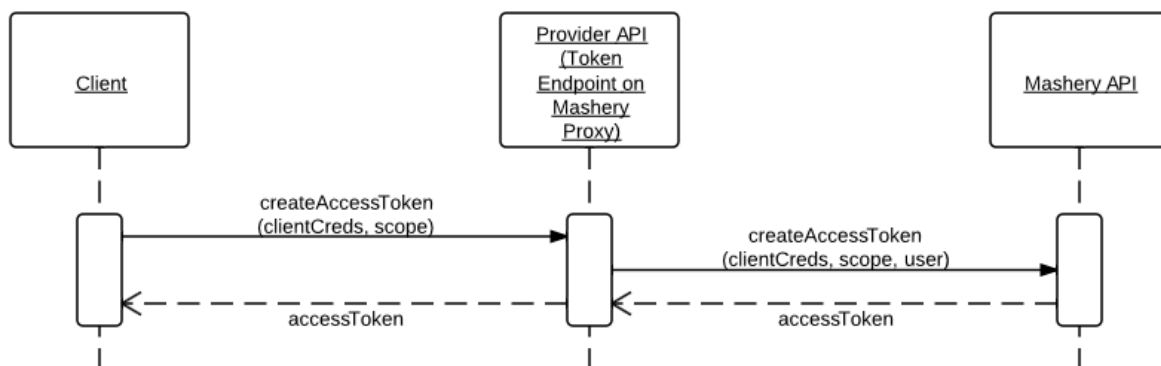 Client
Provider API
(Token
Endpoint on
Mashery
Proxy)
Mashery API
createAccessToken
(clientCreds, scope)
createAccessToken
(clientCreds, scope, user)
accessToken
accessToken